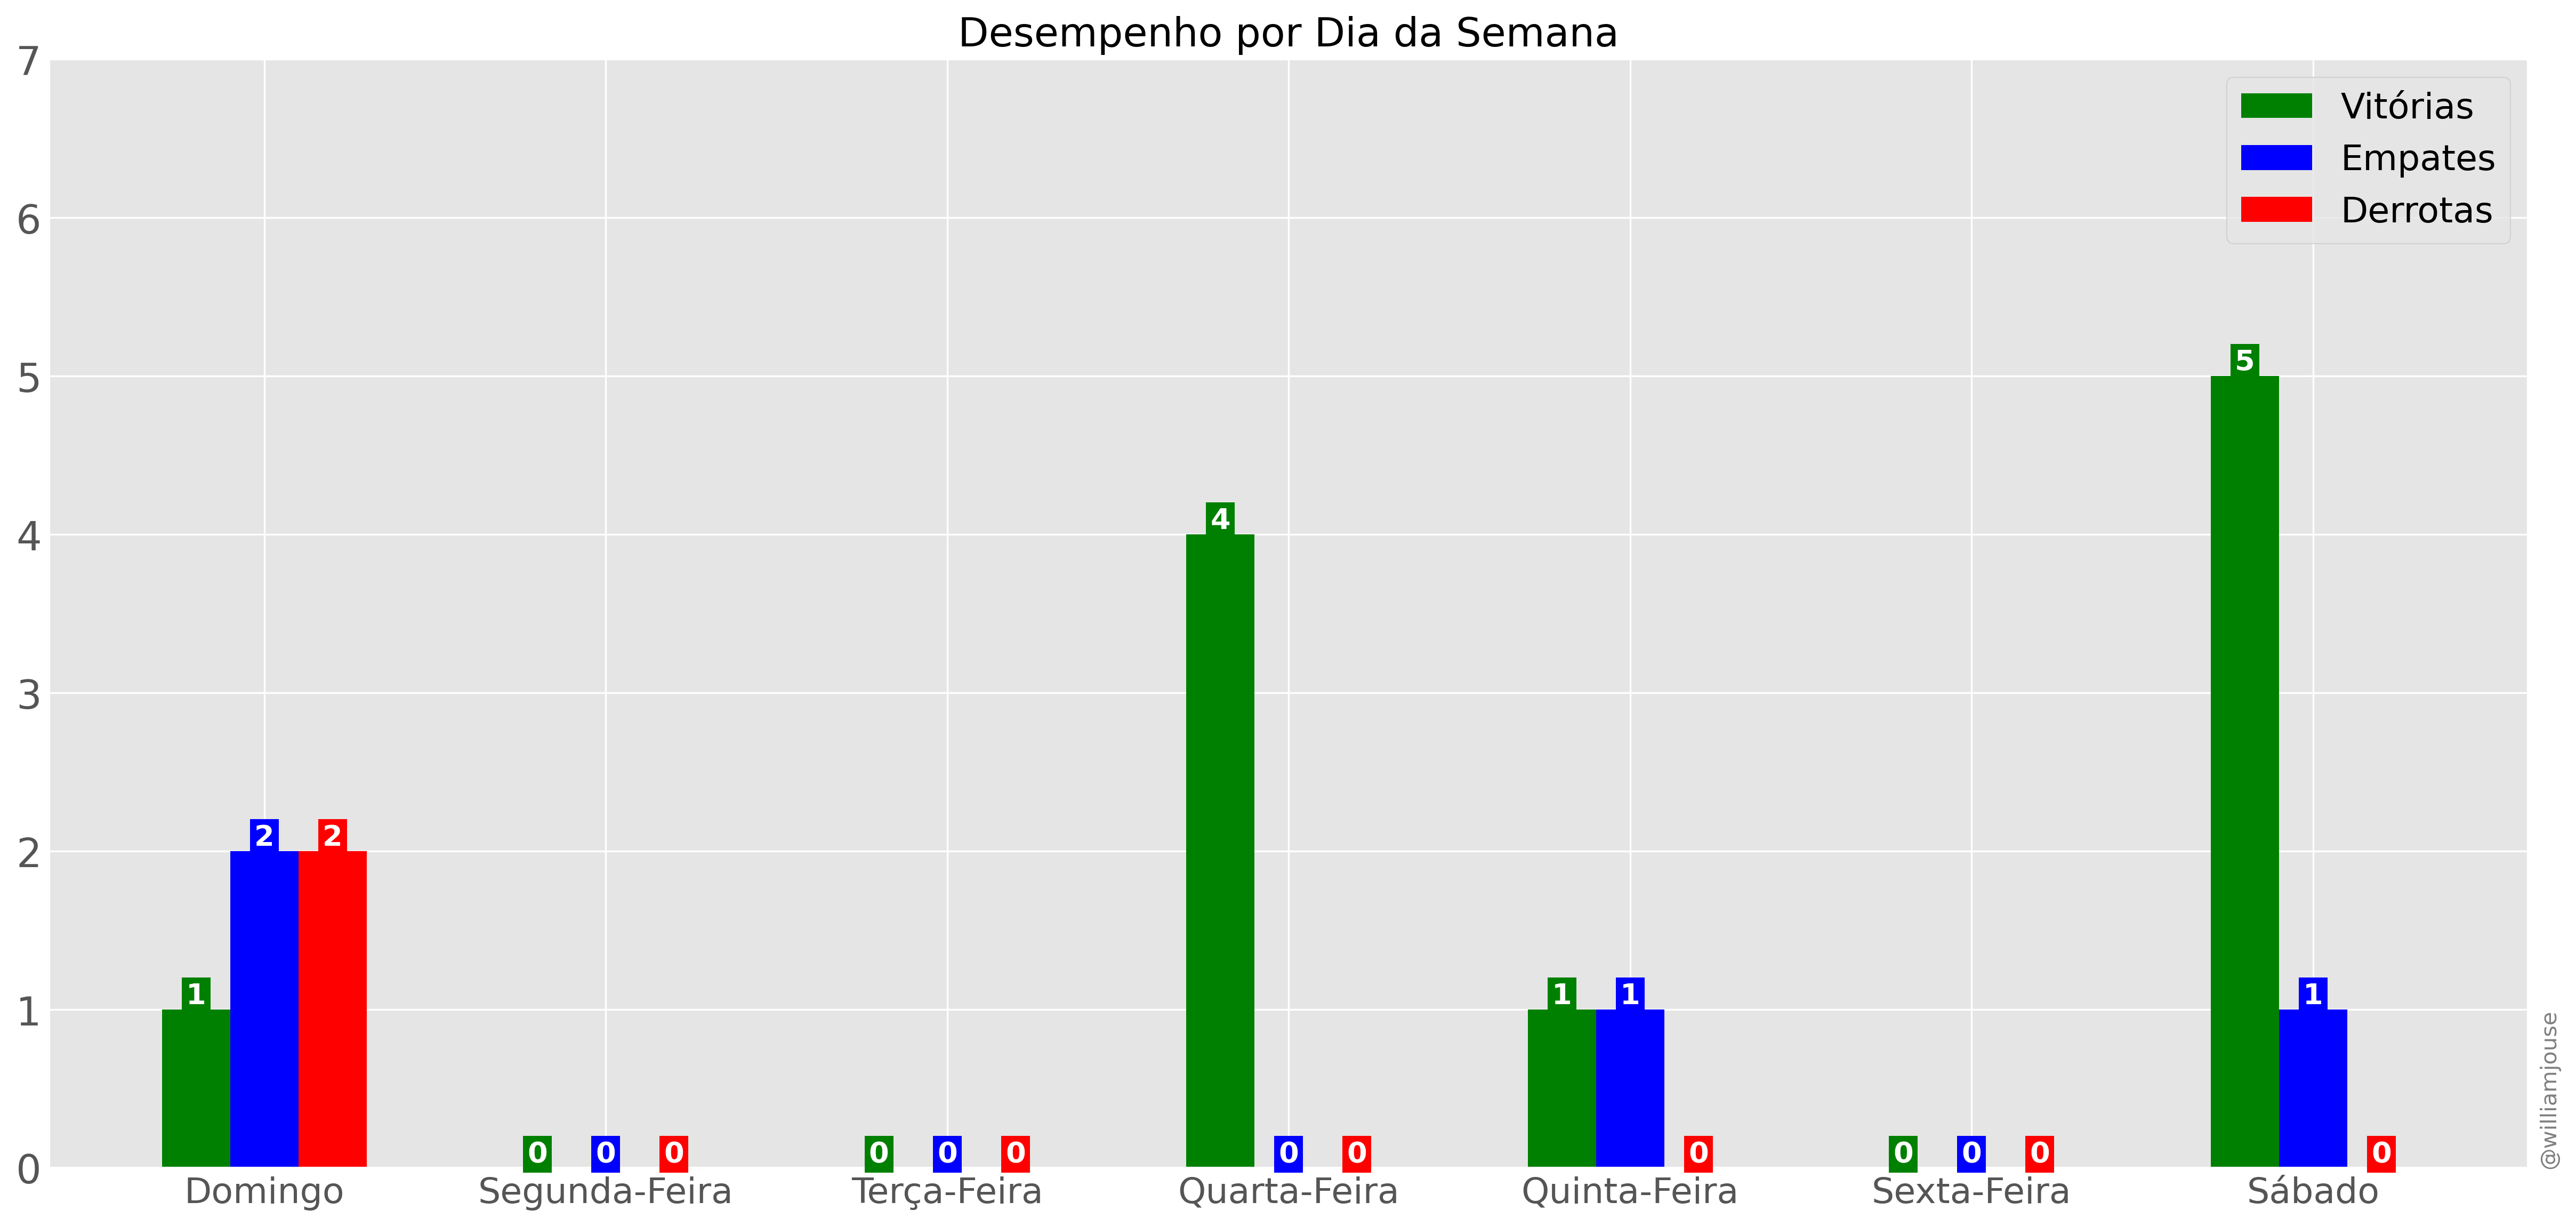 Desempenho por Dia da Semana
7
6
5
4
3
2
1
0
Vitórias
Empates
Derrotas
1
2
2
0
0
0
0
0
0
4
0
0
1
1
0
0
0
0
5
1
0
Domingo
Segunda-Feira
Terça-Feira
Quarta-Feira
Quinta-Feira
Sexta-Feira
Sábado
@williamjouse